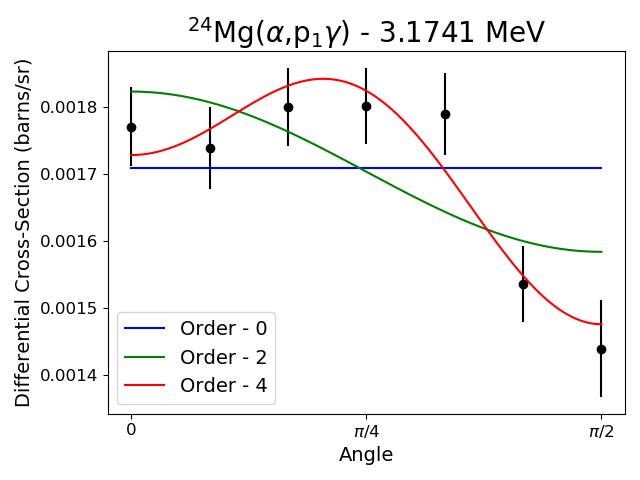 ²⁴Mg(α,p₁γ) - 3.1741 MeV
Differential Cross-Section (barns/sr)
0.0018
0.0017
0.0016
0.0015
0.0014
Order - 0
Order - 2
Order - 4
0
π/4
π/2
Angle